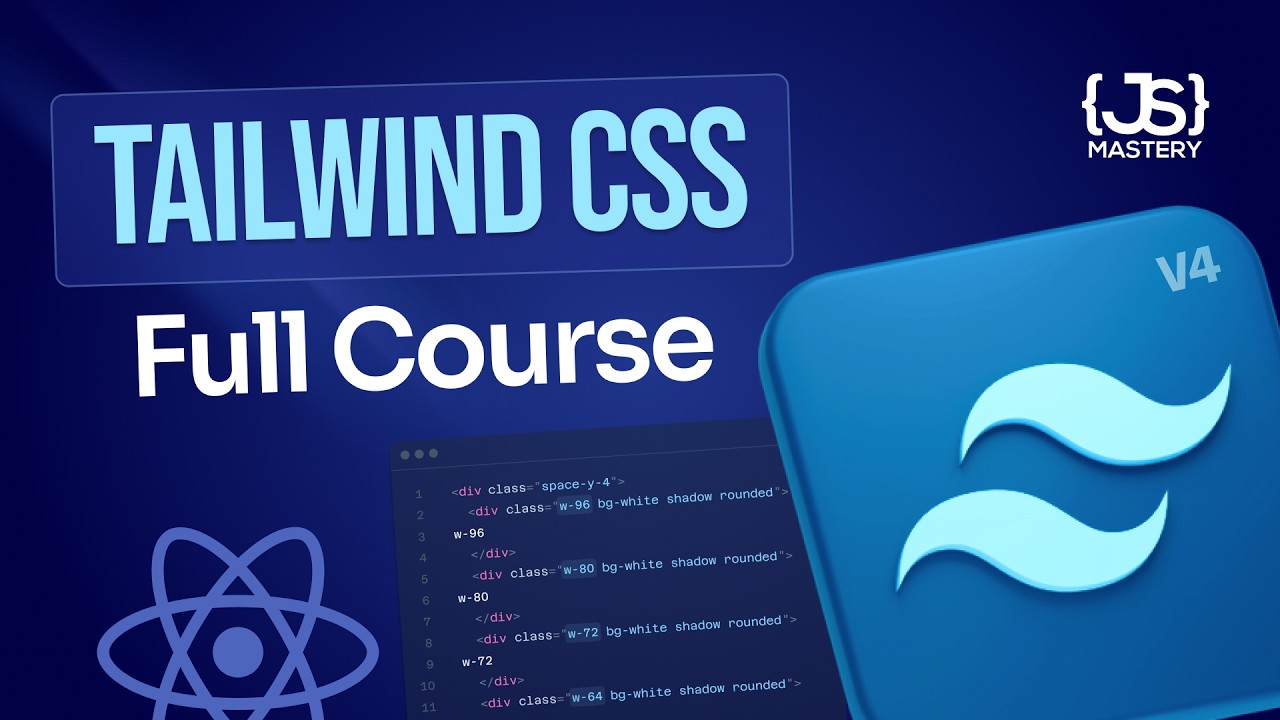 TAILWIND CSS
Full Course
{JS}
MASTERY
V4
1 <div class="space-y-4">
2 <div class="w-96 bg-white shadow rounded">
3 w-96
4 </div>
5 <div class="w-80 bg-white shadow rounded">
6 w-80
7 </div>
8 <div class="w-72 bg-white shadow rounded">
9 w-72
10 </div>
11 <div class="w-64 bg-white shadow rounded">